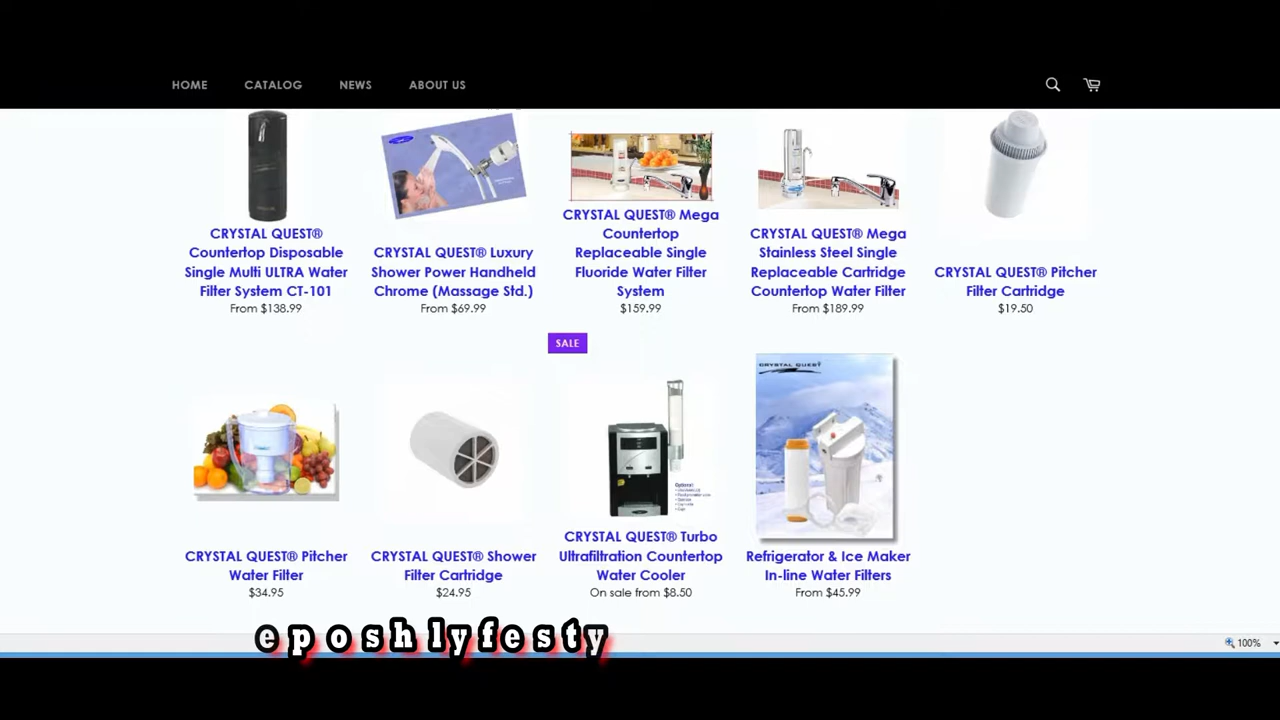 HOME CATALOG NEWS ABOUT US
CRYSTAL QUEST®
Countertop Disposable
Single Multi ULTRA Water
Filter System CT-101
From $138.99
CRYSTAL QUEST® Luxury
Shower Power Handheld
Chrome (Massage Std.)
From $69.99
CRYSTAL QUEST® Mega
Countertop
Replaceable Single
Fluoride Water Filter
System
$159.99
CRYSTAL QUEST® Mega
Stainless Steel Single
Replaceable Cartridge
Countertop Water Filter
From $189.99
CRYSTAL QUEST® Pitcher
Filter Cartridge
$19.50
CRYSTAL QUEST® Pitcher
Water Filter
$34.95
CRYSTAL QUEST® Shower
Filter Cartridge
$24.95
SALE
Optional:
CRYSTAL QUEST® Turbo
Ultrafiltration Countertop
Water Cooler
On sale from $8.50
CRYSTAL QUEST
Refrigerator & Ice Maker
In-line Water Filters
From $45.99
eposhlyfesty
100%